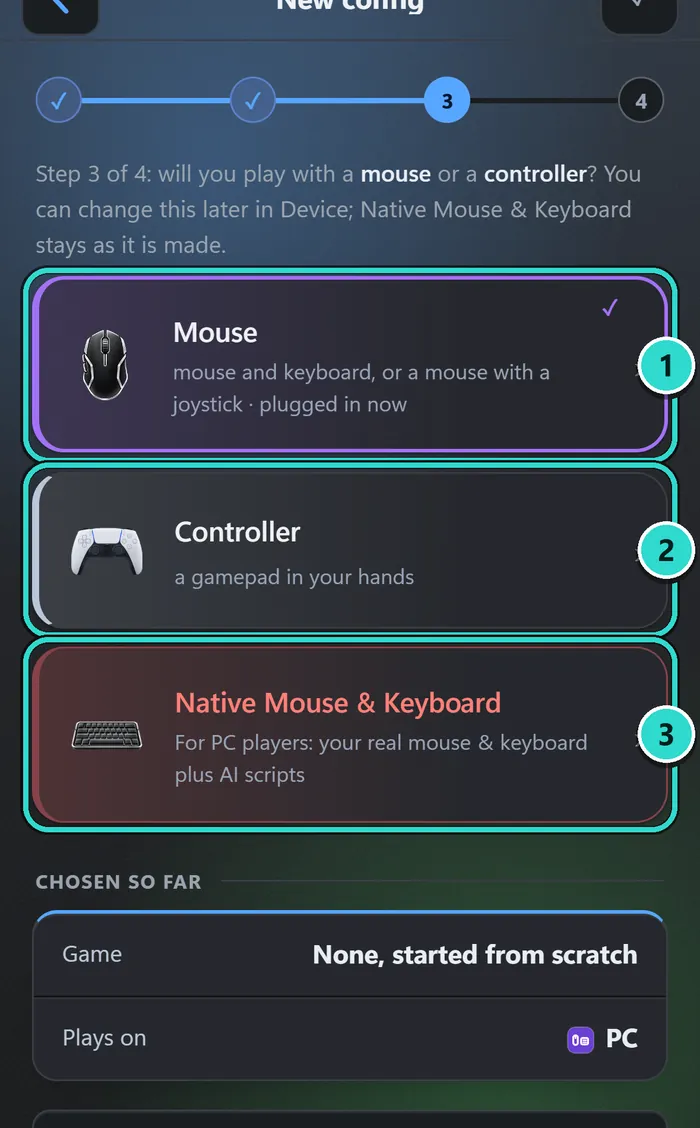 New config
3
4
Step 3 of 4: will you play with a mouse or a controller? You
can change this later in Device; Native Mouse & Keyboard
stays as it is made.
Mouse
mouse and keyboard, or a mouse with a
joystick · plugged in now
1
Controller
a gamepad in your hands
2
Native Mouse & Keyboard
For PC players: your real mouse & keyboard
plus AI scripts
3
CHOSEN SO FAR
Game
None, started from scratch
Plays on
PC